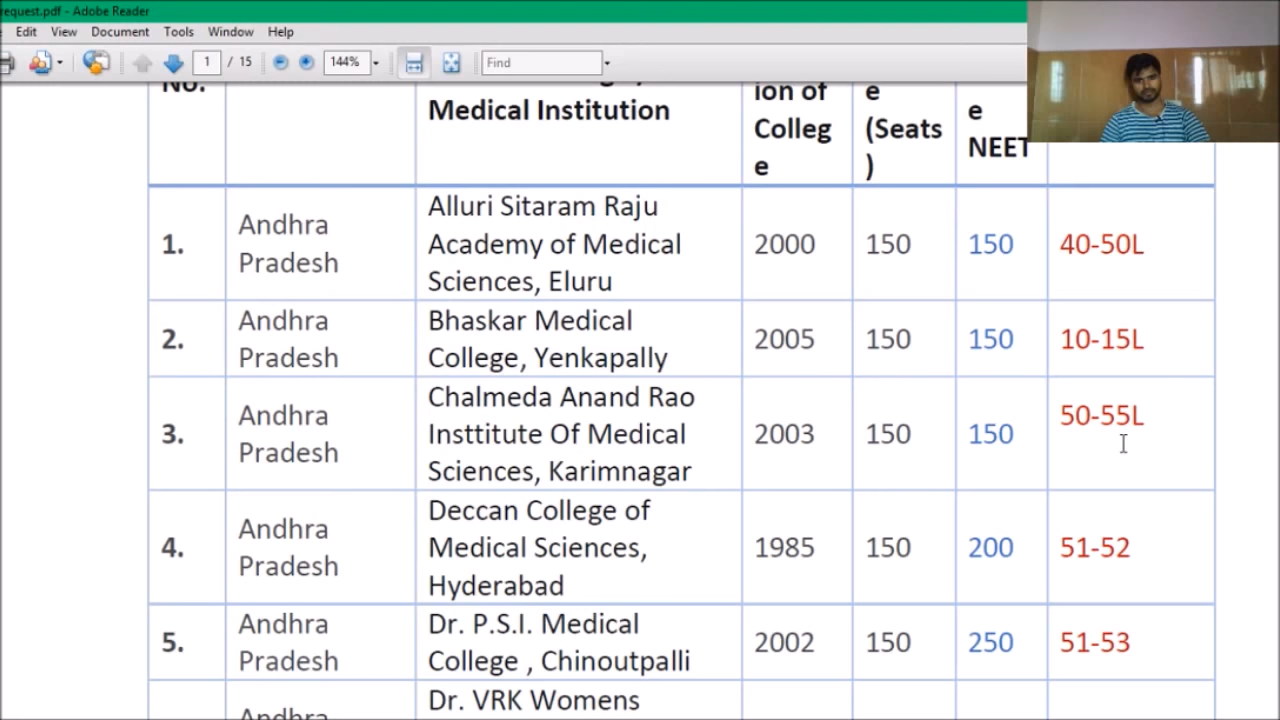 request.pdf - Adobe Reader
Edit View Document Tools Window Help
1 / 15 144% Find
No.
Medical Institution
ion of
Colleg
e
e
(Seats
)
e
NEET
1.
Andhra
Pradesh
Alluri Sitaram Raju
Academy of Medical
Sciences, Eluru
2000
150
150
40-50L
2.
Andhra
Pradesh
Bhaskar Medical
College, Yenkapally
2005
150
150
10-15L
3.
Andhra
Pradesh
Chalmeda Anand Rao
Insttitute Of Medical
Sciences, Karimnagar
2003
150
150
50-55L
4.
Andhra
Pradesh
Deccan College of
Medical Sciences,
Hyderabad
1985
150
200
51-52
5.
Andhra
Pradesh
Dr. P.S.I. Medical
College , Chinoutpalli
2002
150
250
51-53
Andhra
Dr. VRK Womens